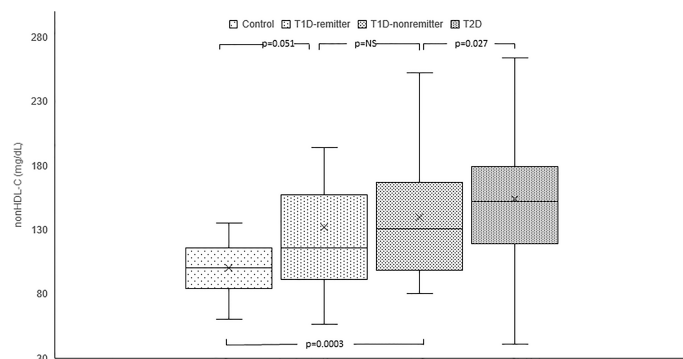 Control T1D-remitter T1D-nonremitter T2D
280
p=0.051 p=NS p=0.027
230
180
nonHDL-C (mg/dL)
130
80
p=0.0003
30